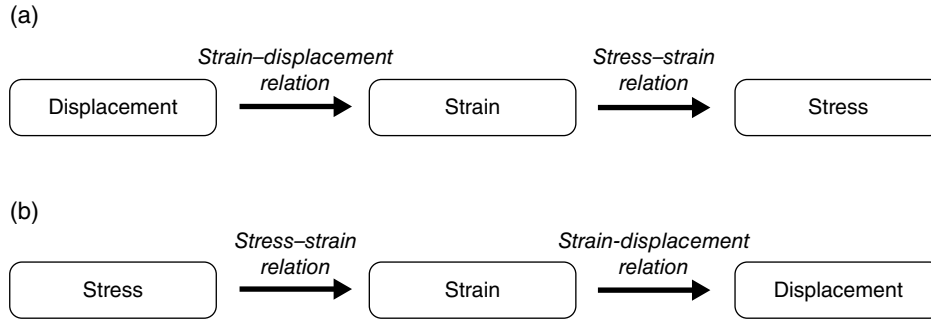 (a)
Strain–displacement
relation
Stress–strain
relation
Displacement
Strain
Stress
(b)
Stress–strain
relation
Strain-displacement
relation
Stress
Strain
Displacement